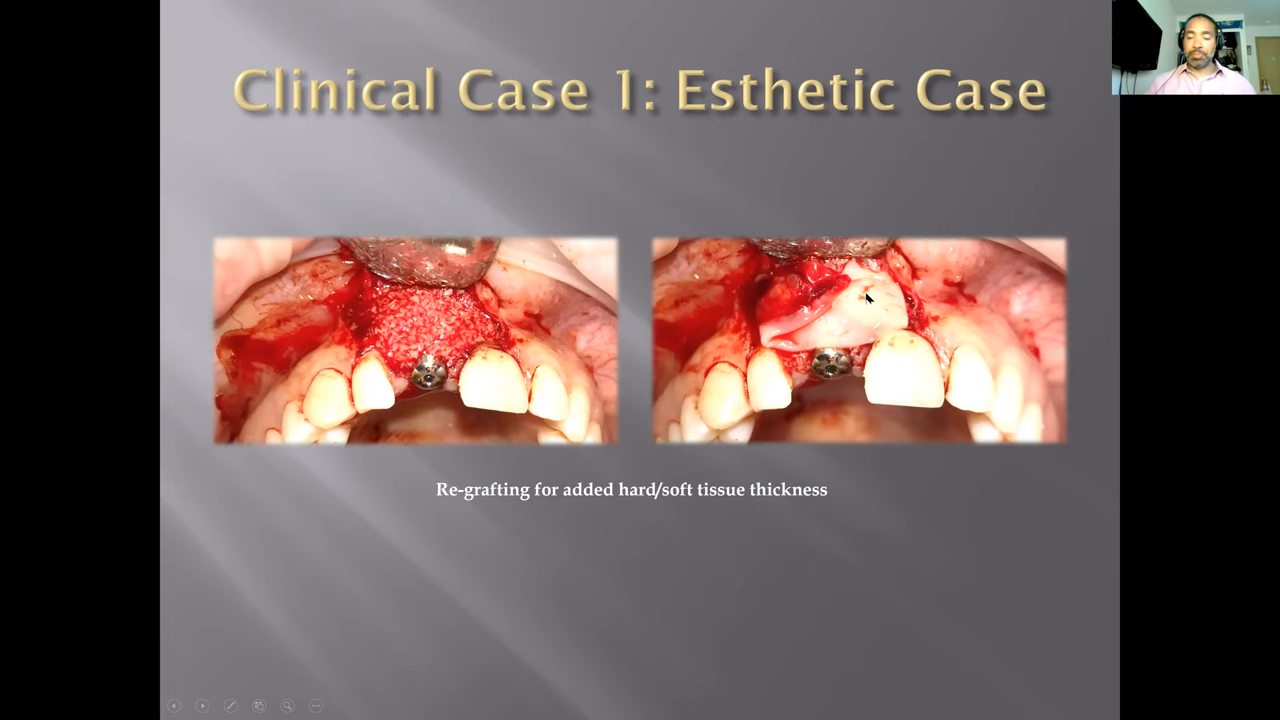 Clinical Case 1: Esthetic Case
Re-grafting for added hard/soft tissue thickness